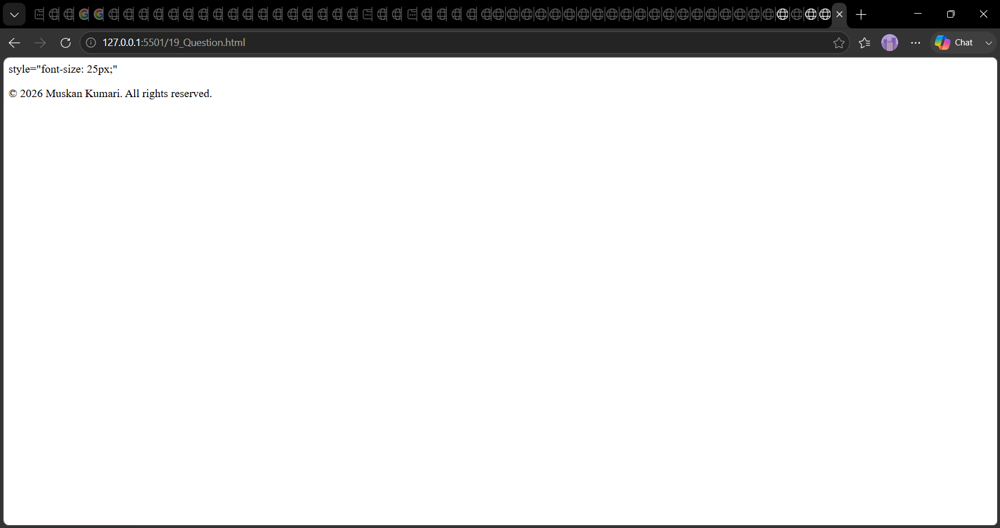 127.0.0.1:5501/19_Question.html
Chat
style="font-size: 25px;"
© 2026 Muskan Kumari. All rights reserved.